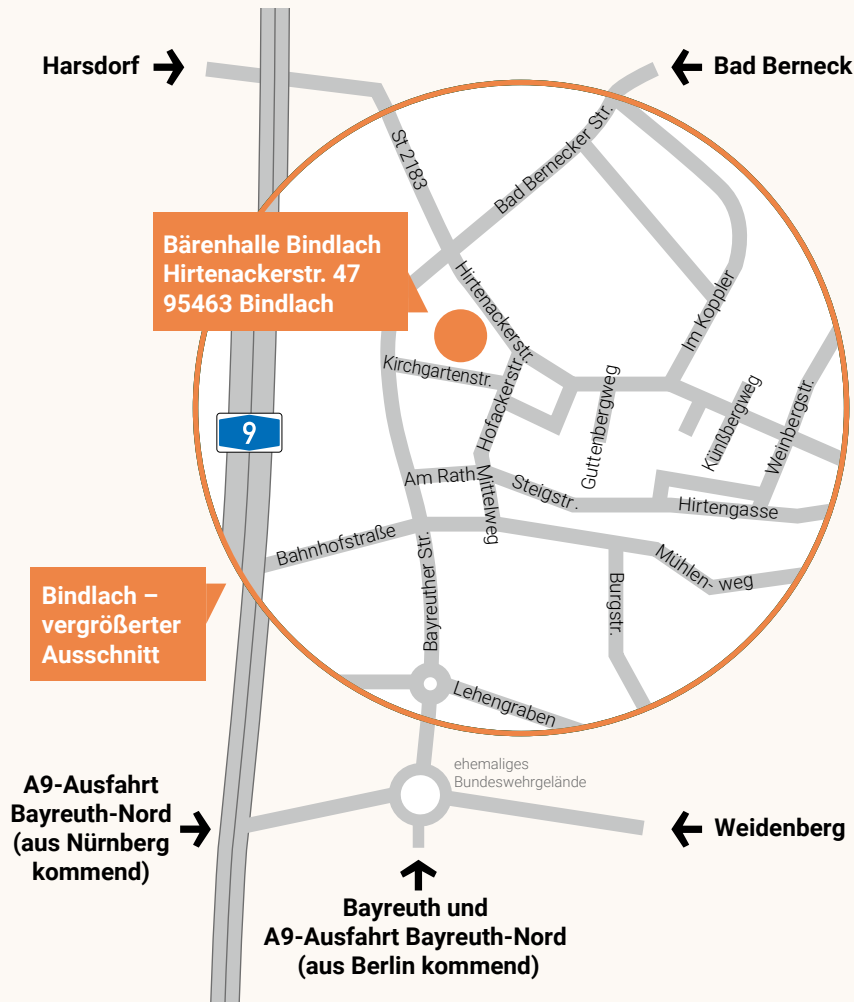 Harsdorf
Bad Berneck
St 2183
Bad Bernecker Str.
Bärenhalle Bindlach
Hirtenackerstr. 47
95463 Bindlach
Hirtenackerstr.
Im Koppler
Kirchgartenstr.
Hofackerstr.
Guttenbergweg
Künßbergweg
Weinbergstr.
9
Am Rath.
Mittelweg
Steigstr.
Hirtengasse
Bahnhofstraße
Bayreuther Str.
Mühlen- weg
Burgstr.
Bindlach –
vergrößerter
Ausschnitt
Lehengraben
ehemaliges
Bundeswehrgelände
A9-Ausfahrt
Bayreuth-Nord
(aus Nürnberg
kommend)
Weidenberg
Bayreuth und
A9-Ausfahrt Bayreuth-Nord
(aus Berlin kommend)